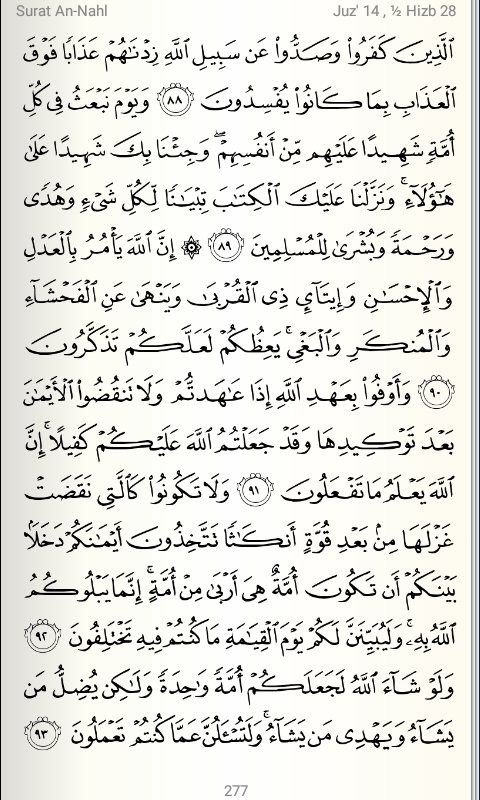 Surat An-Nahl Juz' 14 , ½ Hizb 28
ٱلَّذِينَ كَفَرُوا۟ وَصَدُّوا۟ عَن سَبِيلِ ٱللَّهِ زِدْنَـٰهُمْ عَذَابًا فَوْقَ
ٱلْعَذَابِ بِمَا كَانُوا۟ يُفْسِدُونَ ٨٨ وَيَوْمَ نَبْعَثُ فِى كُلِّ
أُمَّةٍ شَهِيدًا عَلَيْهِم مِّنْ أَنفُسِهِمْ ۖ وَجِئْنَا بِكَ شَهِيدًا عَلَىٰ
هَـٰٓؤُلَآءِ ۚ وَنَزَّلْنَا عَلَيْكَ ٱلْكِتَـٰبَ تِبْيَـٰنًا لِّكُلِّ شَىْءٍ وَهُدًى
وَرَحْمَةً وَبُشْرَىٰ لِلْمُسْلِمِينَ ٨٩ ۞ إِنَّ ٱللَّهَ يَأْمُرُ بِٱلْعَدْلِ
وَٱلْإِحْسَـٰنِ وَإِيتَآئِ ذِى ٱلْقُرْبَىٰ وَيَنْهَىٰ عَنِ ٱلْفَحْشَآءِ
وَٱلْمُنكَرِ وَٱلْبَغْىِ ۚ يَعِظُكُمْ لَعَلَّكُمْ تَذَكَّرُونَ
٩٠ وَأَوْفُوا۟ بِعَهْدِ ٱللَّهِ إِذَا عَـٰهَدتُّمْ وَلَا تَنقُضُوا۟ ٱلْأَيْمَـٰنَ
بَعْدَ تَوْكِيدِهَا وَقَدْ جَعَلْتُمُ ٱللَّهَ عَلَيْكُمْ كَفِيلًا ۚ إِنَّ
ٱللَّهَ يَعْلَمُ مَا تَفْعَلُونَ ٩١ وَلَا تَكُونُوا۟ كَٱلَّتِى نَقَضَتْ
غَزْلَهَا مِنۢ بَعْدِ قُوَّةٍ أَنكَـٰثًا تَتَّخِذُونَ أَيْمَـٰنَكُمْ دَخَلًۢا
بَيْنَكُمْ أَن تَكُونَ أُمَّةٌ هِىَ أَرْبَىٰ مِنْ أُمَّةٍ ۚ إِنَّمَا يَبْلُوكُمُ
ٱللَّهُ بِهِۦ ۚ وَلَيُبَيِّنَنَّ لَكُمْ يَوْمَ ٱلْقِيَـٰمَةِ مَا كُنتُمْ فِيهِ تَخْتَلِفُونَ ٩٢
وَلَوْ شَآءَ ٱللَّهُ لَجَعَلَكُمْ أُمَّةً وَٰحِدَةً وَلَـٰكِن يُضِلُّ مَن
يَشَآءُ وَيَهْدِى مَن يَشَآءُ ۚ وَلَتُسْـَٔلُنَّ عَمَّا كُنتُمْ تَعْمَلُونَ ٩٣
277